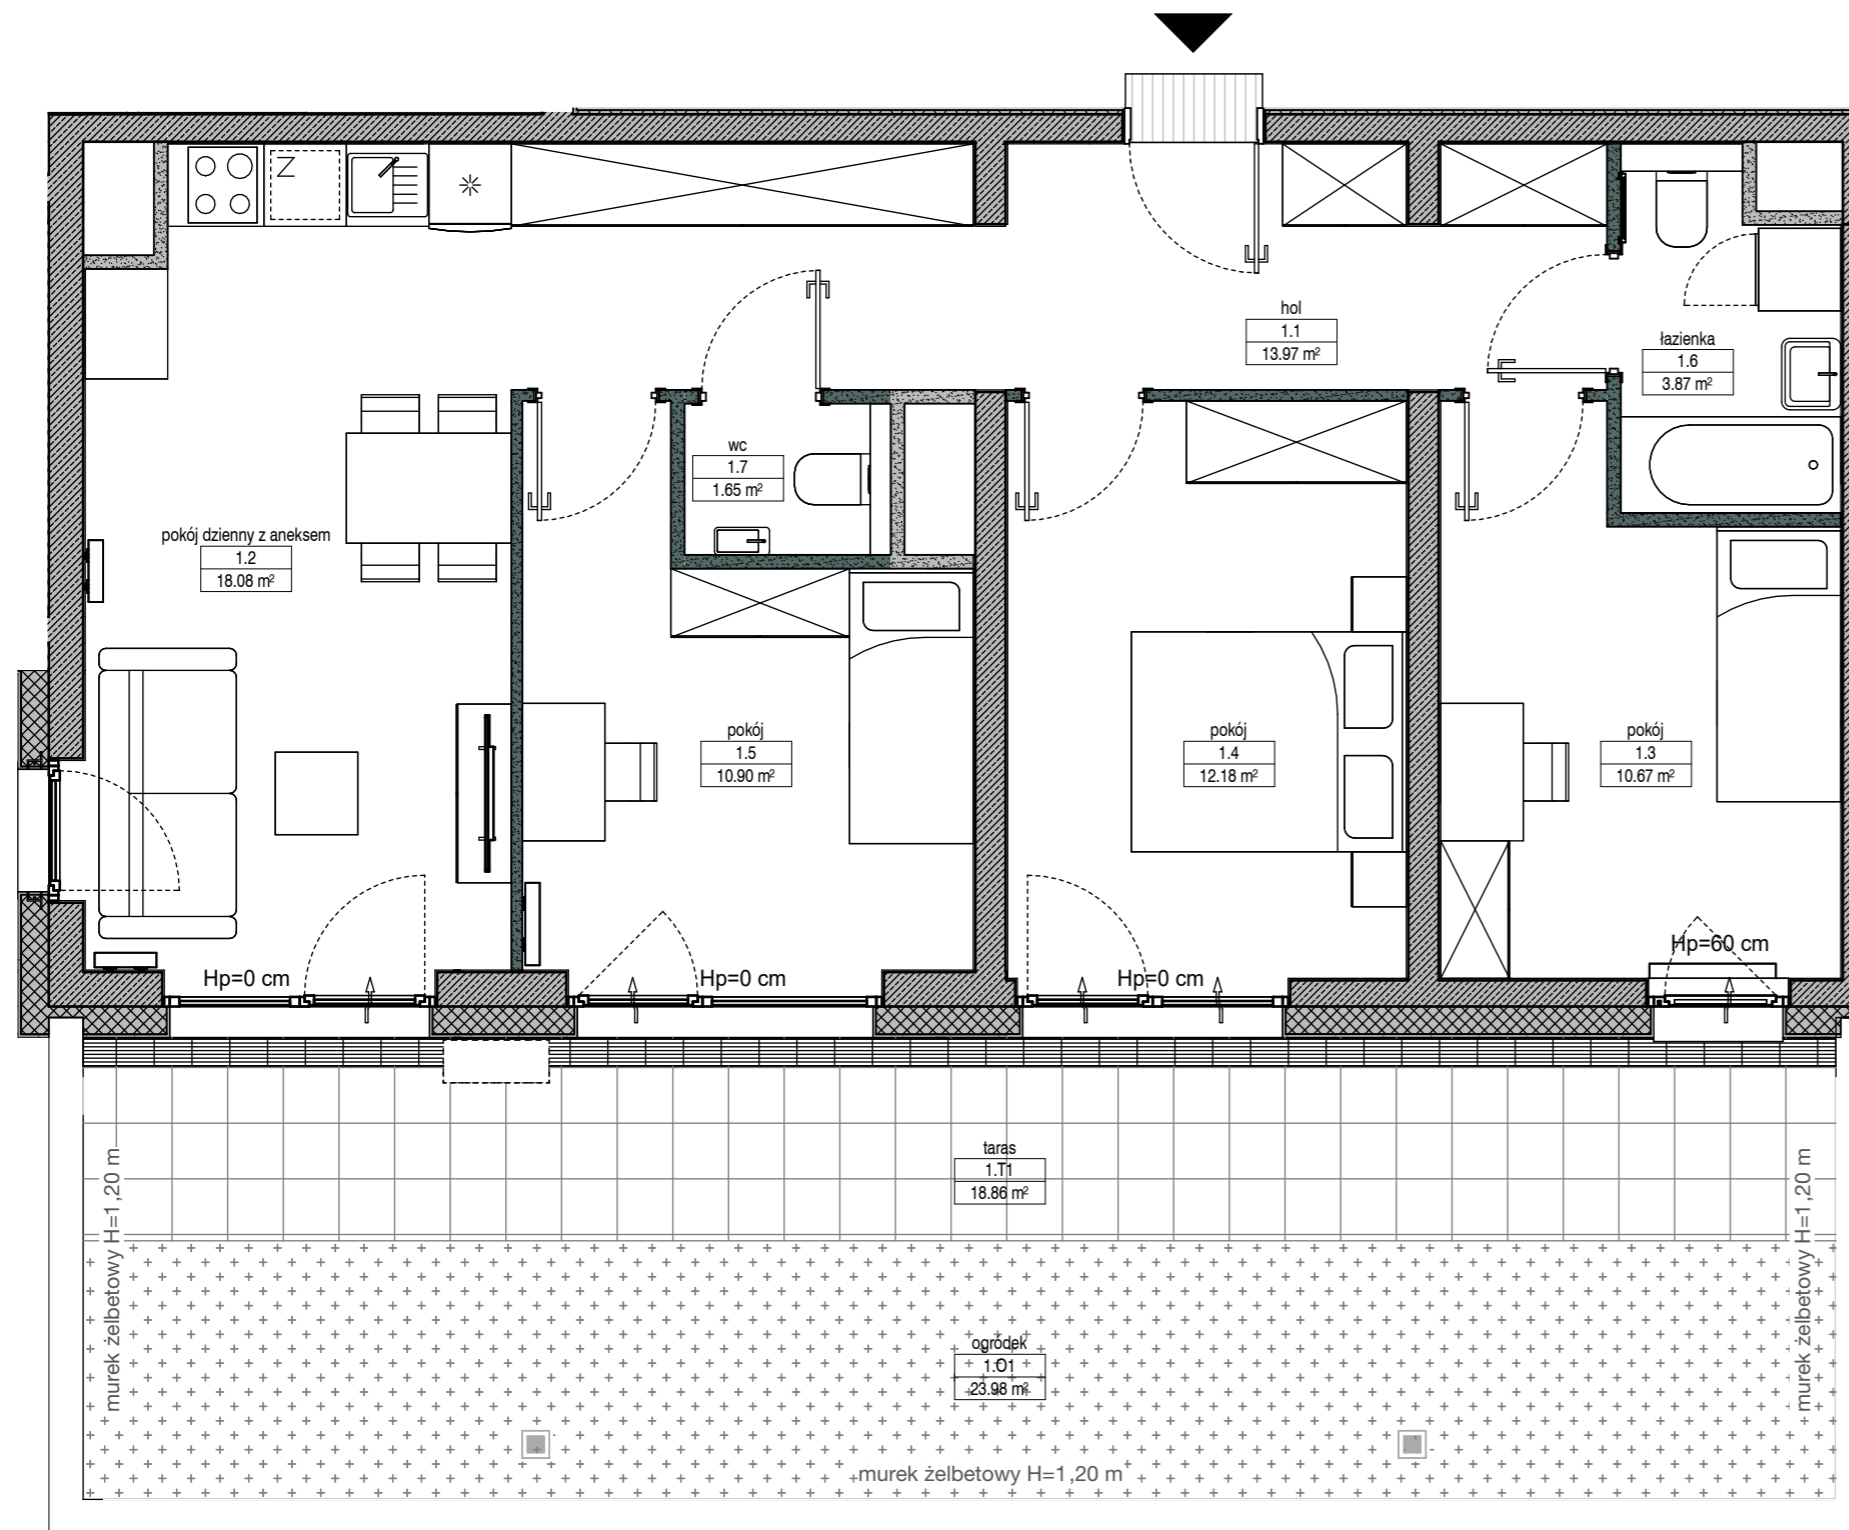 Z
hol
1.1
13.97 m²
łazienka
1.6
3.87 m²
wc
1.7
1.65 m²
pokój dzienny z aneksem
1.2
18.08 m²
pokój
1.5
10.90 m²
pokój
1.4
12.18 m²
pokój
1.3
10.67 m²
Hp=0 cm
Hp=0 cm
Hp=0 cm
Hp=60 cm
taras
1.T1
18.86 m²
murek żelbetowy H=1,20 m
murek żelbetowy H=1,20 m
ogródek
1.O1
23.98 m²
murek żelbetowy H=1,20 m